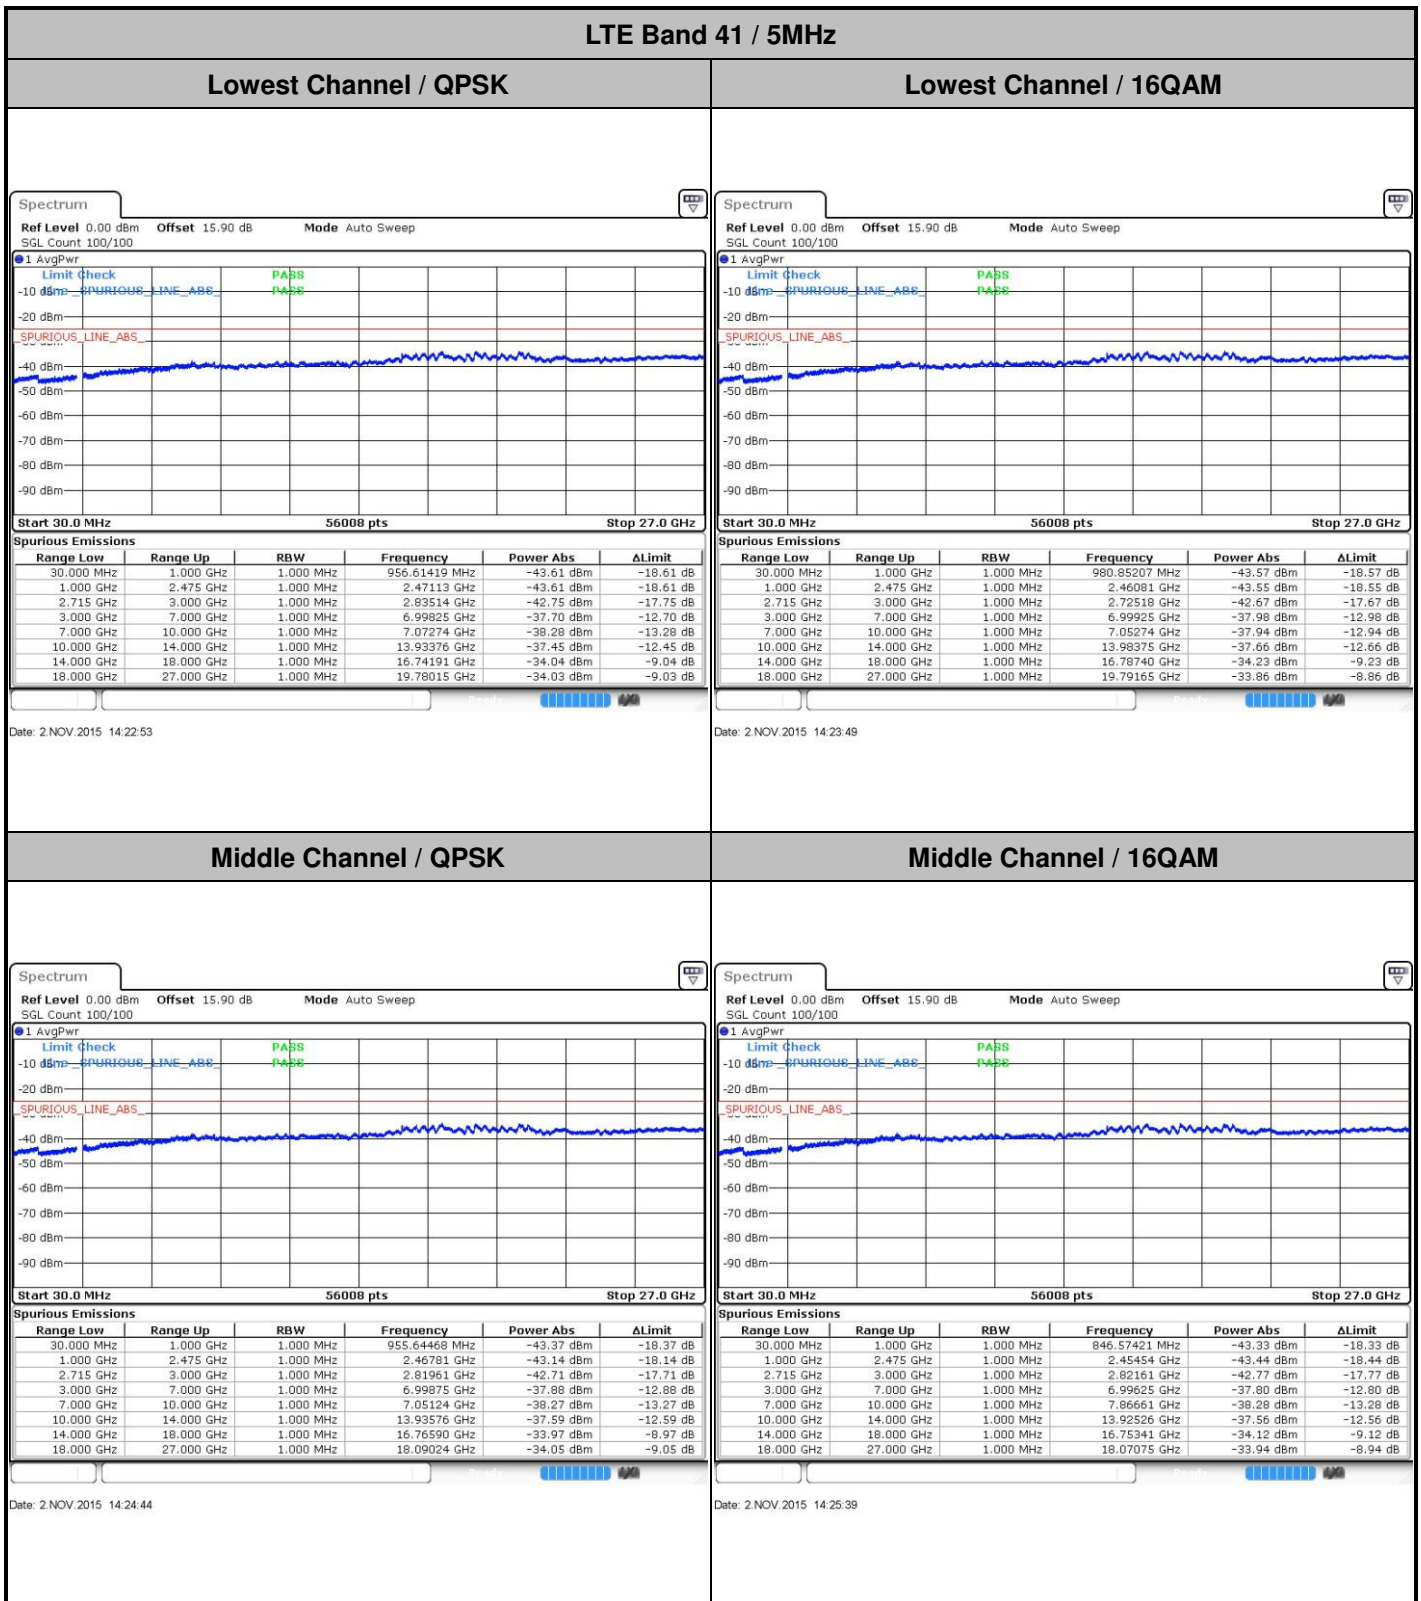 LTE Band 41 / 5MHz
Lowest Channel / QPSK
Lowest Channel / 16QAM
Spectrum
Ref Level 0.00 dBm Offset 15.90 dB Mode Auto Sweep
SGL Count 100/100
1 AvgPwr
Limit Check PASS
Line _SPURIOUS_LINE_ABS_ PASS
-10 dBm
-20 dBm
_SPURIOUS_LINE_ABS_
-40 dBm
-50 dBm
-60 dBm
-70 dBm
-80 dBm
-90 dBm
Start 30.0 MHz 56008 pts Stop 27.0 GHz
Spurious Emissions
Range Low Range Up RBW Frequency Power Abs ΔLimit
30.000 MHz 1.000 GHz 1.000 MHz 956.61419 MHz -43.61 dBm -18.61 dB
1.000 GHz 2.475 GHz 1.000 MHz 2.47113 GHz -43.61 dBm -18.61 dB
2.715 GHz 3.000 GHz 1.000 MHz 2.83514 GHz -42.75 dBm -17.75 dB
3.000 GHz 7.000 GHz 1.000 MHz 6.99825 GHz -37.70 dBm -12.70 dB
7.000 GHz 10.000 GHz 1.000 MHz 7.07274 GHz -38.28 dBm -13.28 dB
10.000 GHz 14.000 GHz 1.000 MHz 13.93376 GHz -37.45 dBm -12.45 dB
14.000 GHz 18.000 GHz 1.000 MHz 16.74191 GHz -34.04 dBm -9.04 dB
18.000 GHz 27.000 GHz 1.000 MHz 19.78015 GHz -34.03 dBm -9.03 dB
Date: 2.NOV.2015 14:22:53
Spectrum
Ref Level 0.00 dBm Offset 15.90 dB Mode Auto Sweep
SGL Count 100/100
1 AvgPwr
Limit Check PASS
Line _SPURIOUS_LINE_ABS_ PASS
-10 dBm
-20 dBm
_SPURIOUS_LINE_ABS_
-40 dBm
-50 dBm
-60 dBm
-70 dBm
-80 dBm
-90 dBm
Start 30.0 MHz 56008 pts Stop 27.0 GHz
Spurious Emissions
Range Low Range Up RBW Frequency Power Abs ΔLimit
30.000 MHz 1.000 GHz 1.000 MHz 980.85207 MHz -43.57 dBm -18.57 dB
1.000 GHz 2.475 GHz 1.000 MHz 2.46081 GHz -43.55 dBm -18.55 dB
2.715 GHz 3.000 GHz 1.000 MHz 2.72518 GHz -42.67 dBm -17.67 dB
3.000 GHz 7.000 GHz 1.000 MHz 6.99925 GHz -37.98 dBm -12.98 dB
7.000 GHz 10.000 GHz 1.000 MHz 7.05274 GHz -37.94 dBm -12.94 dB
10.000 GHz 14.000 GHz 1.000 MHz 13.98375 GHz -37.66 dBm -12.66 dB
14.000 GHz 18.000 GHz 1.000 MHz 16.78740 GHz -34.23 dBm -9.23 dB
18.000 GHz 27.000 GHz 1.000 MHz 19.79165 GHz -33.86 dBm -8.86 dB
Date: 2.NOV.2015 14:23:49
Middle Channel / QPSK
Middle Channel / 16QAM
Spectrum
Ref Level 0.00 dBm Offset 15.90 dB Mode Auto Sweep
SGL Count 100/100
1 AvgPwr
Limit Check PASS
Line _SPURIOUS_LINE_ABS_ PASS
-10 dBm
-20 dBm
_SPURIOUS_LINE_ABS_
-40 dBm
-50 dBm
-60 dBm
-70 dBm
-80 dBm
-90 dBm
Start 30.0 MHz 56008 pts Stop 27.0 GHz
Spurious Emissions
Range Low Range Up RBW Frequency Power Abs ΔLimit
30.000 MHz 1.000 GHz 1.000 MHz 955.64468 MHz -43.37 dBm -18.37 dB
1.000 GHz 2.475 GHz 1.000 MHz 2.46781 GHz -43.14 dBm -18.14 dB
2.715 GHz 3.000 GHz 1.000 MHz 2.81961 GHz -42.71 dBm -17.71 dB
3.000 GHz 7.000 GHz 1.000 MHz 6.99875 GHz -37.88 dBm -12.88 dB
7.000 GHz 10.000 GHz 1.000 MHz 7.05124 GHz -38.27 dBm -13.27 dB
10.000 GHz 14.000 GHz 1.000 MHz 13.93576 GHz -37.59 dBm -12.59 dB
14.000 GHz 18.000 GHz 1.000 MHz 16.76590 GHz -33.97 dBm -8.97 dB
18.000 GHz 27.000 GHz 1.000 MHz 18.09024 GHz -34.05 dBm -9.05 dB
Date: 2.NOV.2015 14:24:44
Spectrum
Ref Level 0.00 dBm Offset 15.90 dB Mode Auto Sweep
SGL Count 100/100
1 AvgPwr
Limit Check PASS
Line _SPURIOUS_LINE_ABS_ PASS
-10 dBm
-20 dBm
_SPURIOUS_LINE_ABS_
-40 dBm
-50 dBm
-60 dBm
-70 dBm
-80 dBm
-90 dBm
Start 30.0 MHz 56008 pts Stop 27.0 GHz
Spurious Emissions
Range Low Range Up RBW Frequency Power Abs ΔLimit
30.000 MHz 1.000 GHz 1.000 MHz 846.57421 MHz -43.33 dBm -18.33 dB
1.000 GHz 2.475 GHz 1.000 MHz 2.45454 GHz -43.44 dBm -18.44 dB
2.715 GHz 3.000 GHz 1.000 MHz 2.82161 GHz -42.77 dBm -17.77 dB
3.000 GHz 7.000 GHz 1.000 MHz 6.99625 GHz -37.80 dBm -12.80 dB
7.000 GHz 10.000 GHz 1.000 MHz 7.86661 GHz -38.28 dBm -13.28 dB
10.000 GHz 14.000 GHz 1.000 MHz 13.92526 GHz -37.56 dBm -12.56 dB
14.000 GHz 18.000 GHz 1.000 MHz 16.75341 GHz -34.12 dBm -9.12 dB
18.000 GHz 27.000 GHz 1.000 MHz 18.07075 GHz -33.94 dBm -8.94 dB
Date: 2.NOV.2015 14:25:39